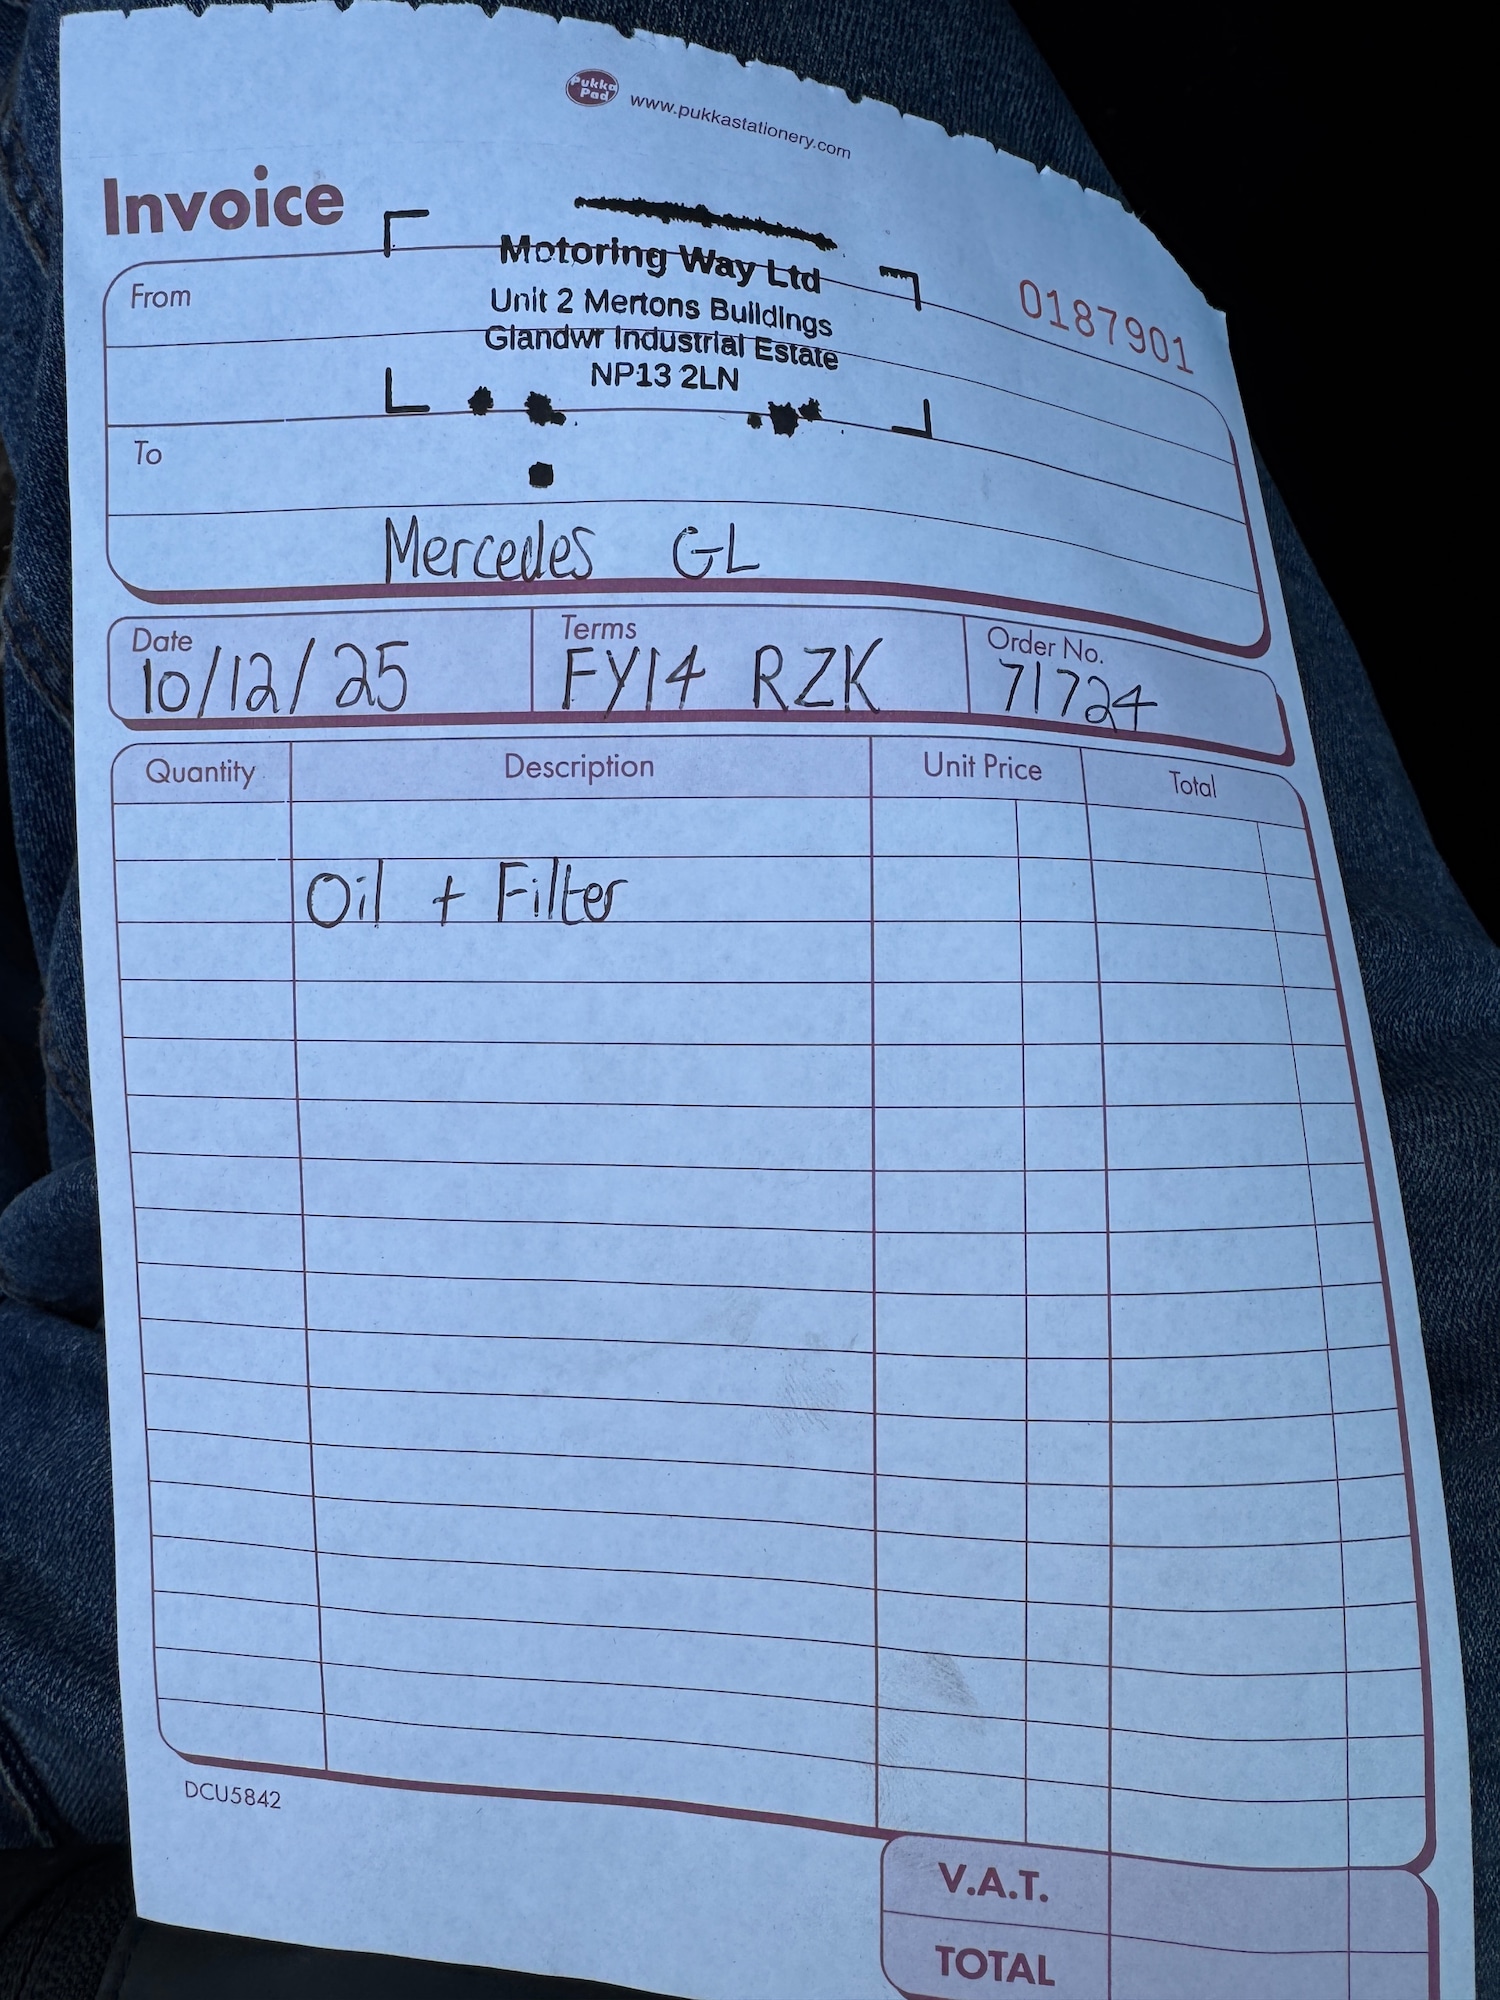 Pukka Pad www.pukkastationery.com
Invoice
Motoring Way Ltd
0187901
From
Unit 2 Mertons Buildings
Glandwr Industrial Estate
NP13 2LN
To
Mercedes GL
Date Terms Order No.
10/12/25 FY14 RZK 71724
Quantity Description Unit Price Total
Oil + Filter
DCU5842
V.A.T.
TOTAL